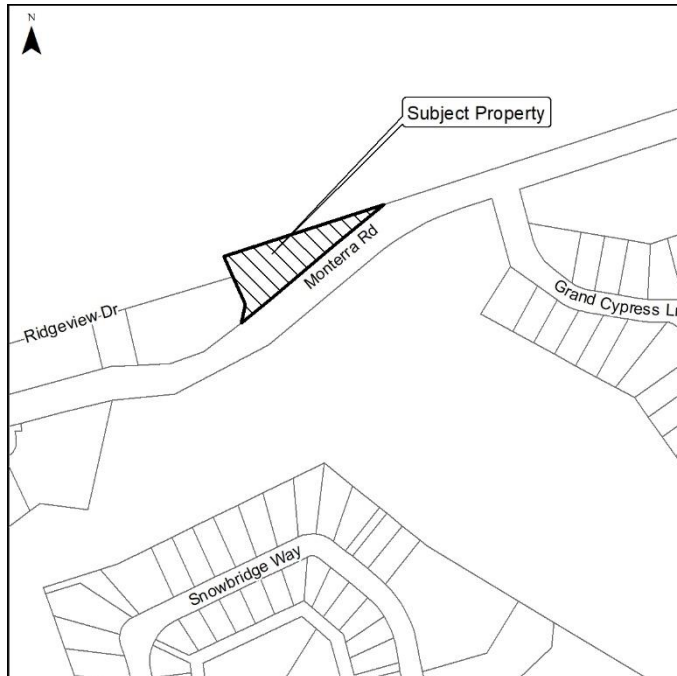 N
Subject Property
Monterra Rd
Grand Cypress Ln
Ridgeview Dr
Snowbridge Way